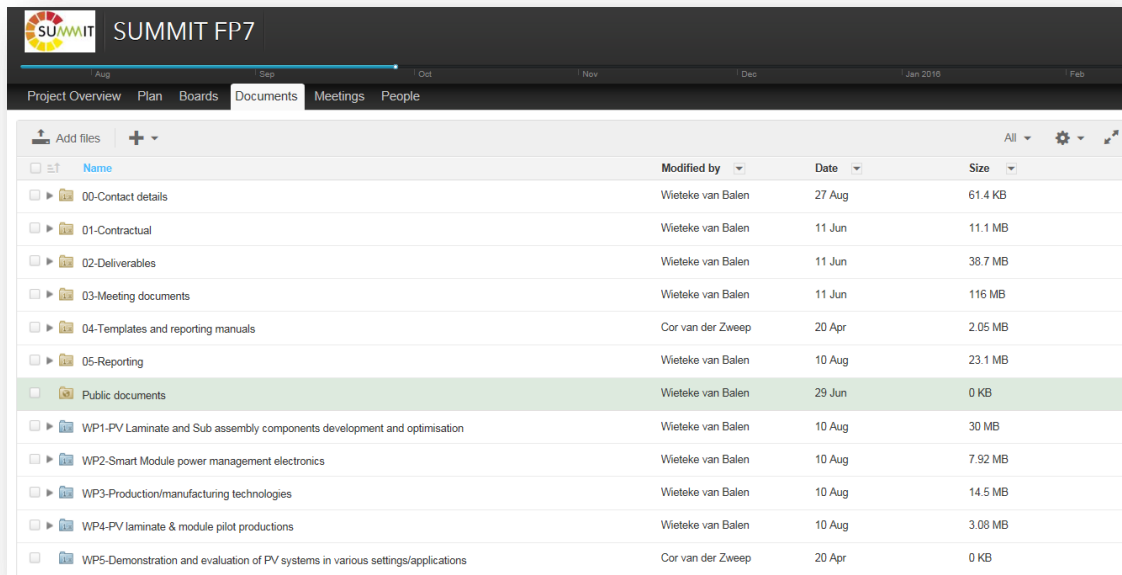 SUMMIT
SUMMIT FP7
Aug Sep Oct Nov Dec Jan 2016 Feb
Project Overview Plan Boards Documents Meetings People
Add files All
Name Modified by Date Size
00-Contact details Wieteke van Balen 27 Aug 61.4 KB
01-Contractual Wieteke van Balen 11 Jun 11.1 MB
02-Deliverables Wieteke van Balen 11 Jun 38.7 MB
03-Meeting documents Wieteke van Balen 11 Jun 116 MB
04-Templates and reporting manuals Cor van der Zweep 20 Apr 2.05 MB
05-Reporting Wieteke van Balen 10 Aug 23.1 MB
Public documents Wieteke van Balen 29 Jun 0 KB
WP1-PV Laminate and Sub assembly components development and optimisation Wieteke van Balen 10 Aug 30 MB
WP2-Smart Module power management electronics Wieteke van Balen 10 Aug 7.92 MB
WP3-Production/manufacturing technologies Wieteke van Balen 10 Aug 14.5 MB
WP4-PV laminate & module pilot productions Wieteke van Balen 10 Aug 3.08 MB
WP5-Demonstration and evaluation of PV systems in various settings/applications Cor van der Zweep 20 Apr 0 KB